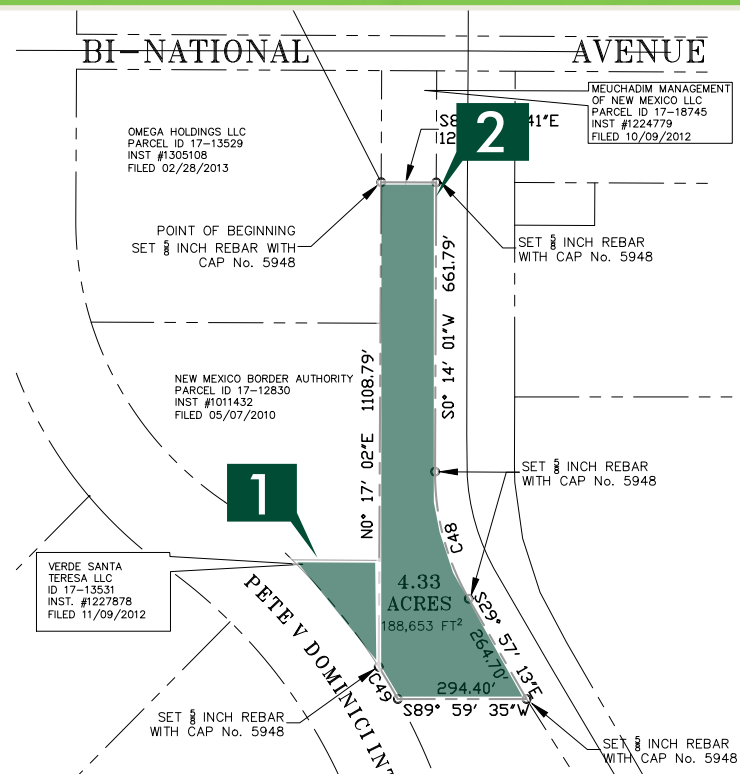 BI-NATIONAL AVENUE
MEUCHADIM MANAGEMENT
OF NEW MEXICO LLC
PARCEL ID 17-18745
INST #1224779
FILED 10/09/2012
OMEGA HOLDINGS LLC
PARCEL ID 17-13529
INST #1305108
FILED 02/28/2013
2
POINT OF BEGINNING
SET 5/8 INCH REBAR WITH
CAP No. 5948
SET 5/8 INCH REBAR
WITH CAP No. 5948
S0° 14' 01"W 661.79'
N0° 17' 02"E 1108.79'
NEW MEXICO BORDER AUTHORITY
PARCEL ID 17-12830
INST #1011432
FILED 05/07/2010
SET 5/8 INCH REBAR
WITH CAP No. 5948
1
C48
VERDE SANTA
TERESA LLC
ID 17-13531
INST. #1227878
FILED 11/09/2012
4.33
ACRES
188,653 FT²
S29° 57' 13"E
264.70'
PETE V DOMINICI
C49
294.40'
S89° 59' 35"W
SET 5/8 INCH REBAR
WITH CAP No. 5948
SET 5/8 INCH REBAR
WITH CAP No. 5948